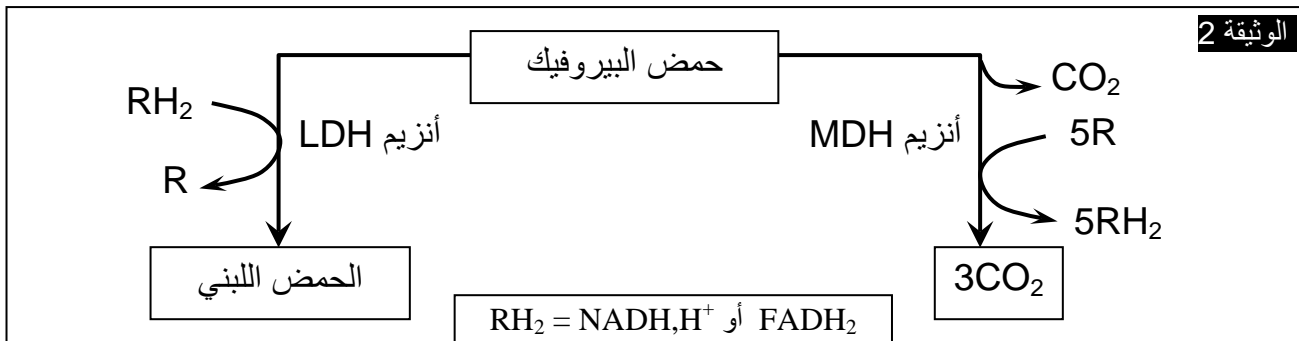 الوثيقة 2
حمض البيروفيك
CO₂
RH₂
أنزيم LDH
أنزيم MDH
5R
R
5RH₂
الحمض اللبني
3CO₂
RH₂ = NADH,H⁺ أو FADH₂